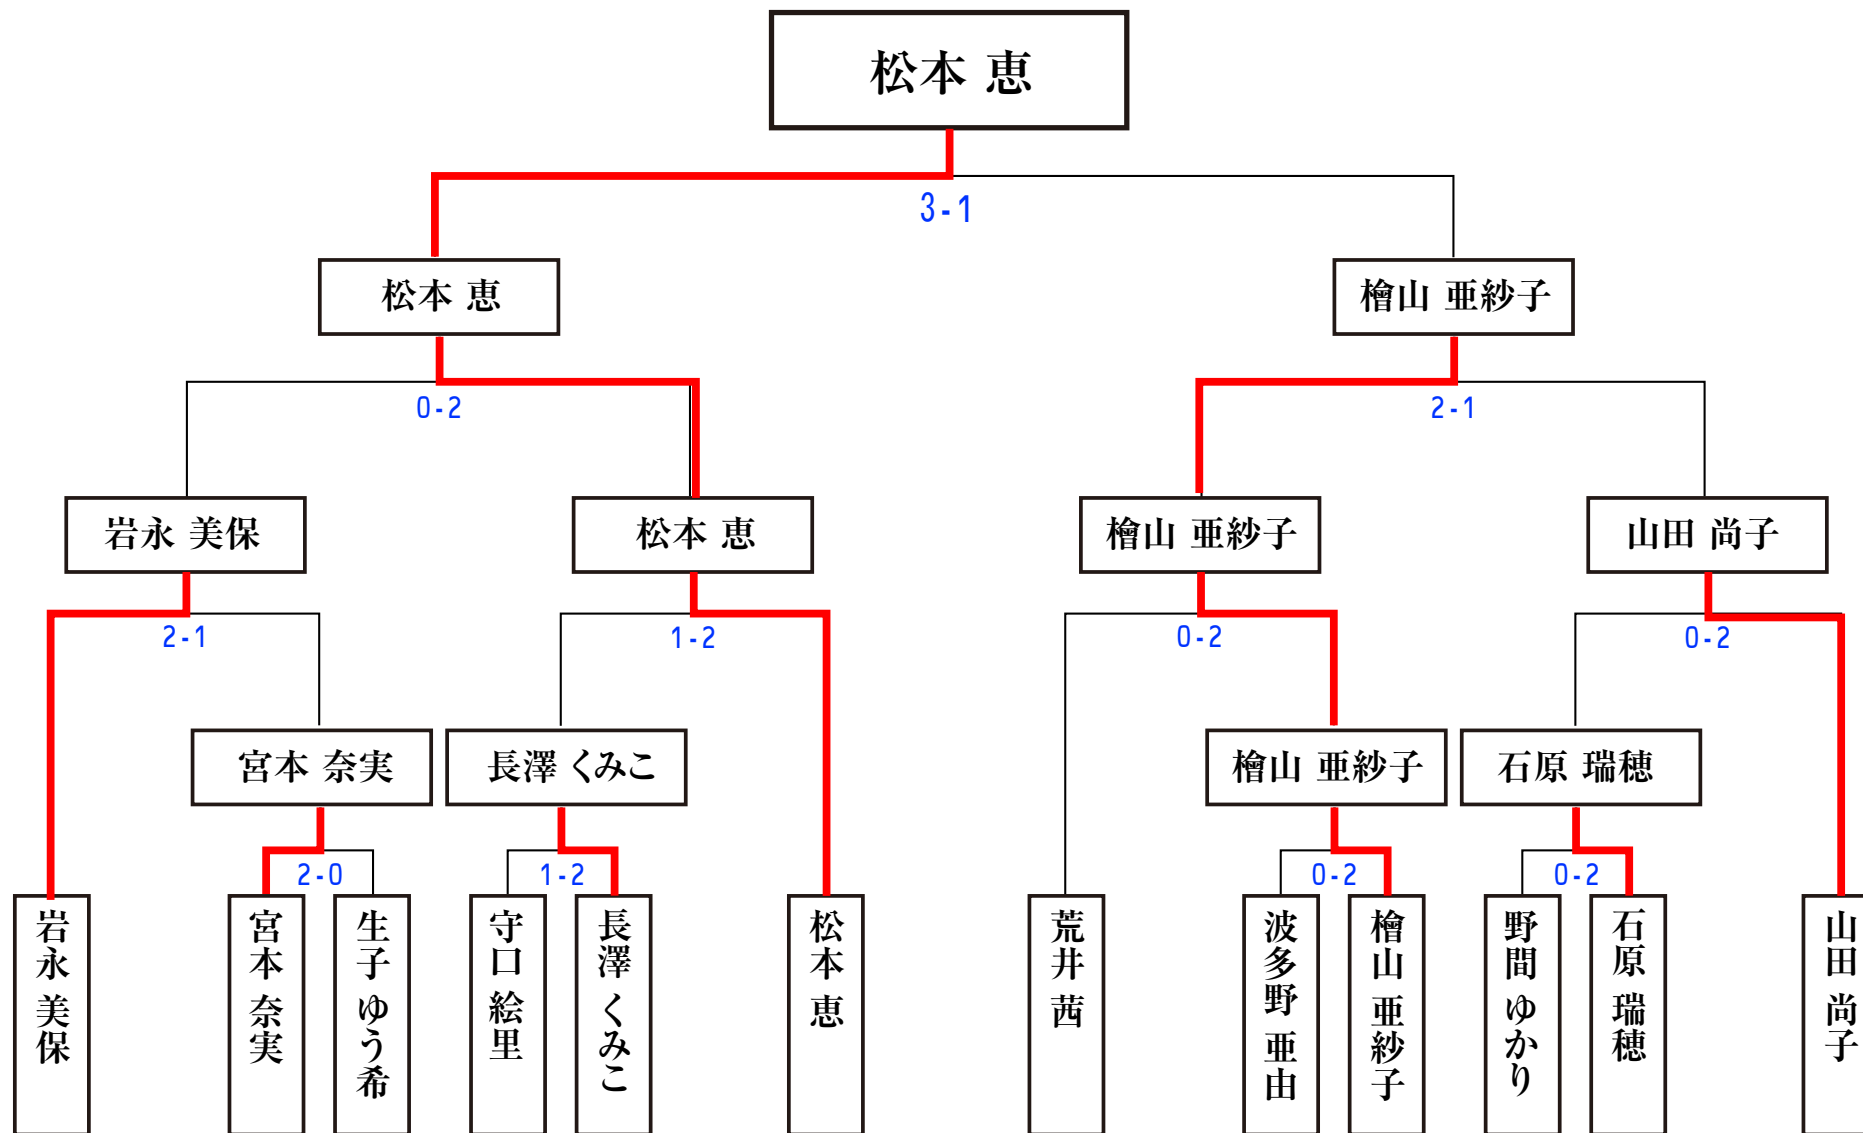 松本 恵
3-1
松本 恵
檜山 亜紗子
0-2
2-1
岩永 美保
松本 恵
檜山 亜紗子
山田 尚子
2-1
1-2
0-2
0-2
宮本 奈実
長澤 くみこ
檜山 亜紗子
石原 瑞穂
2-0
1-2
0-2
0-2
岩永 美保
宮本 奈実
生子 ゆう希
守口 絵里
長澤 くみこ
松本 恵
荒井 茜
波多野 亜由
檜山 亜紗子
野間 ゆかり
石原 瑞穂
山田 尚子